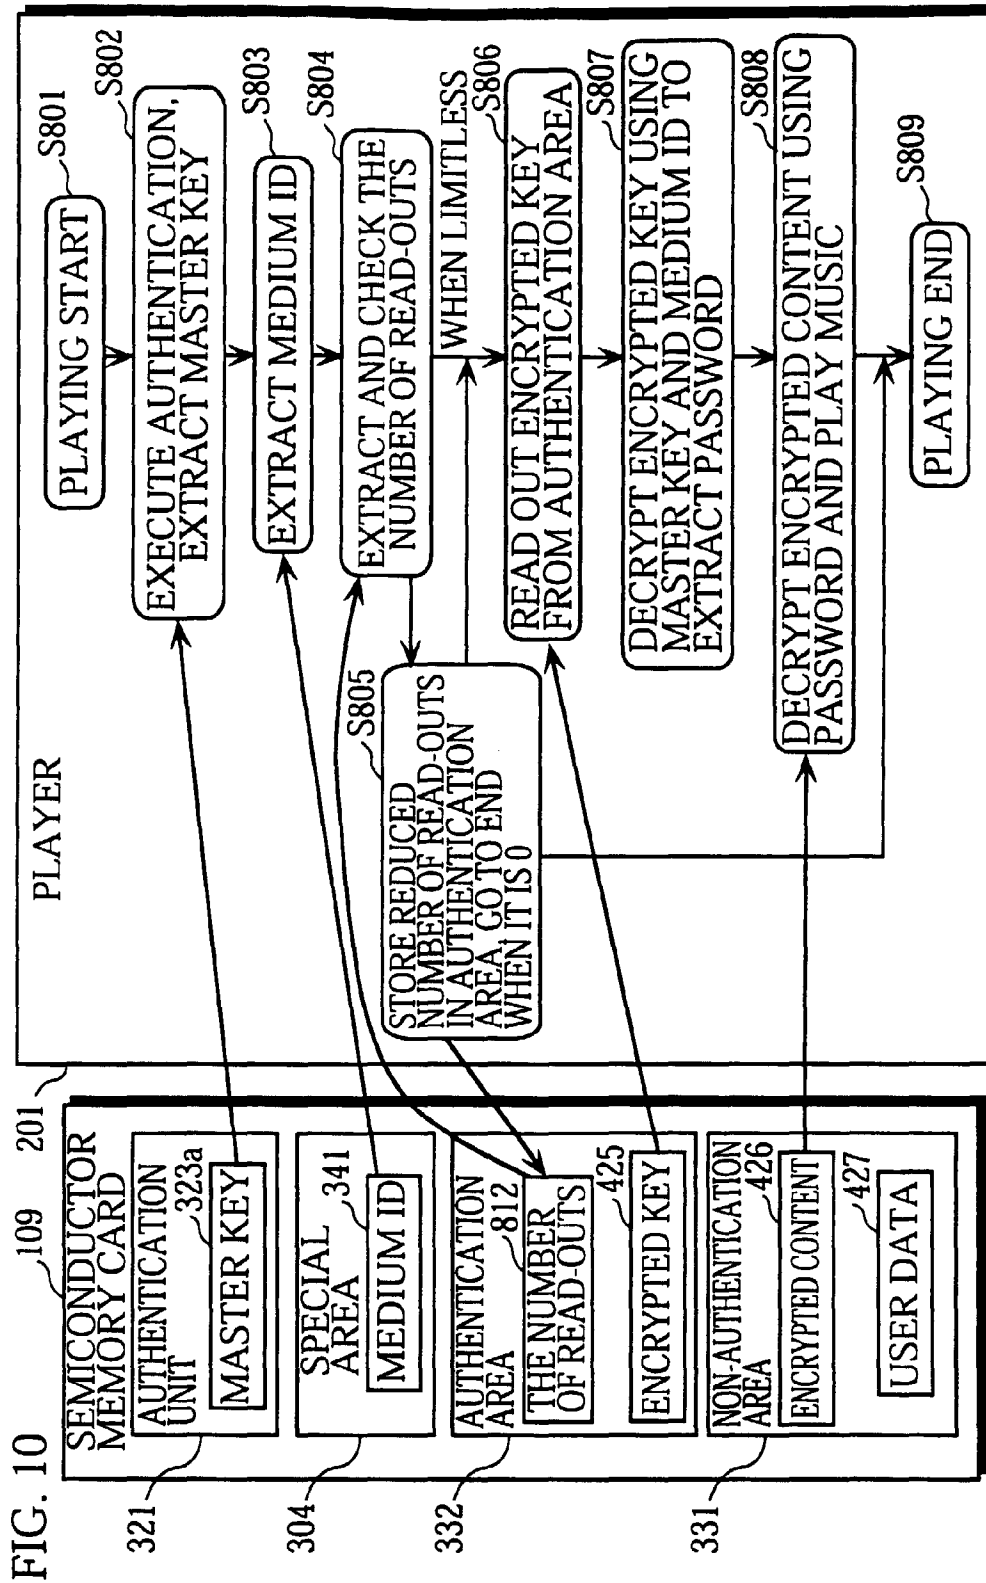 FIG. 10
109
201
SEMICONDUCTOR
MEMORY CARD
321
AUTHENTICATION
UNIT
323a
MASTER KEY
304
SPECIAL
AREA
341
MEDIUM ID
332
AUTHENTICATION
AREA
812
THE NUMBER
OF READ-OUTS
425
ENCRYPTED KEY
331
NON-AUTHENTICATION
AREA
426
ENCRYPTED CONTENT
427
USER DATA
PLAYER
S801
PLAYING START
S802
EXECUTE AUTHENTICATION,
EXTRACT MASTER KEY
S803
EXTRACT MEDIUM ID
S804
EXTRACT AND CHECK THE
NUMBER OF READ-OUTS
S805
STORE REDUCED
NUMBER OF READ-OUTS
IN AUTHENTICATION
AREA, GO TO END
WHEN IT IS 0
WHEN LIMITLESS
S806
READ OUT ENCRYPTED KEY
FROM AUTHENTICATION AREA
S807
DECRYPT ENCRYPTED KEY USING
MASTER KEY AND MEDIUM ID TO
EXTRACT PASSWORD
S808
DECRYPT ENCRYPTED CONTENT USING
PASSWORD AND PLAY MUSIC
S809
PLAYING END